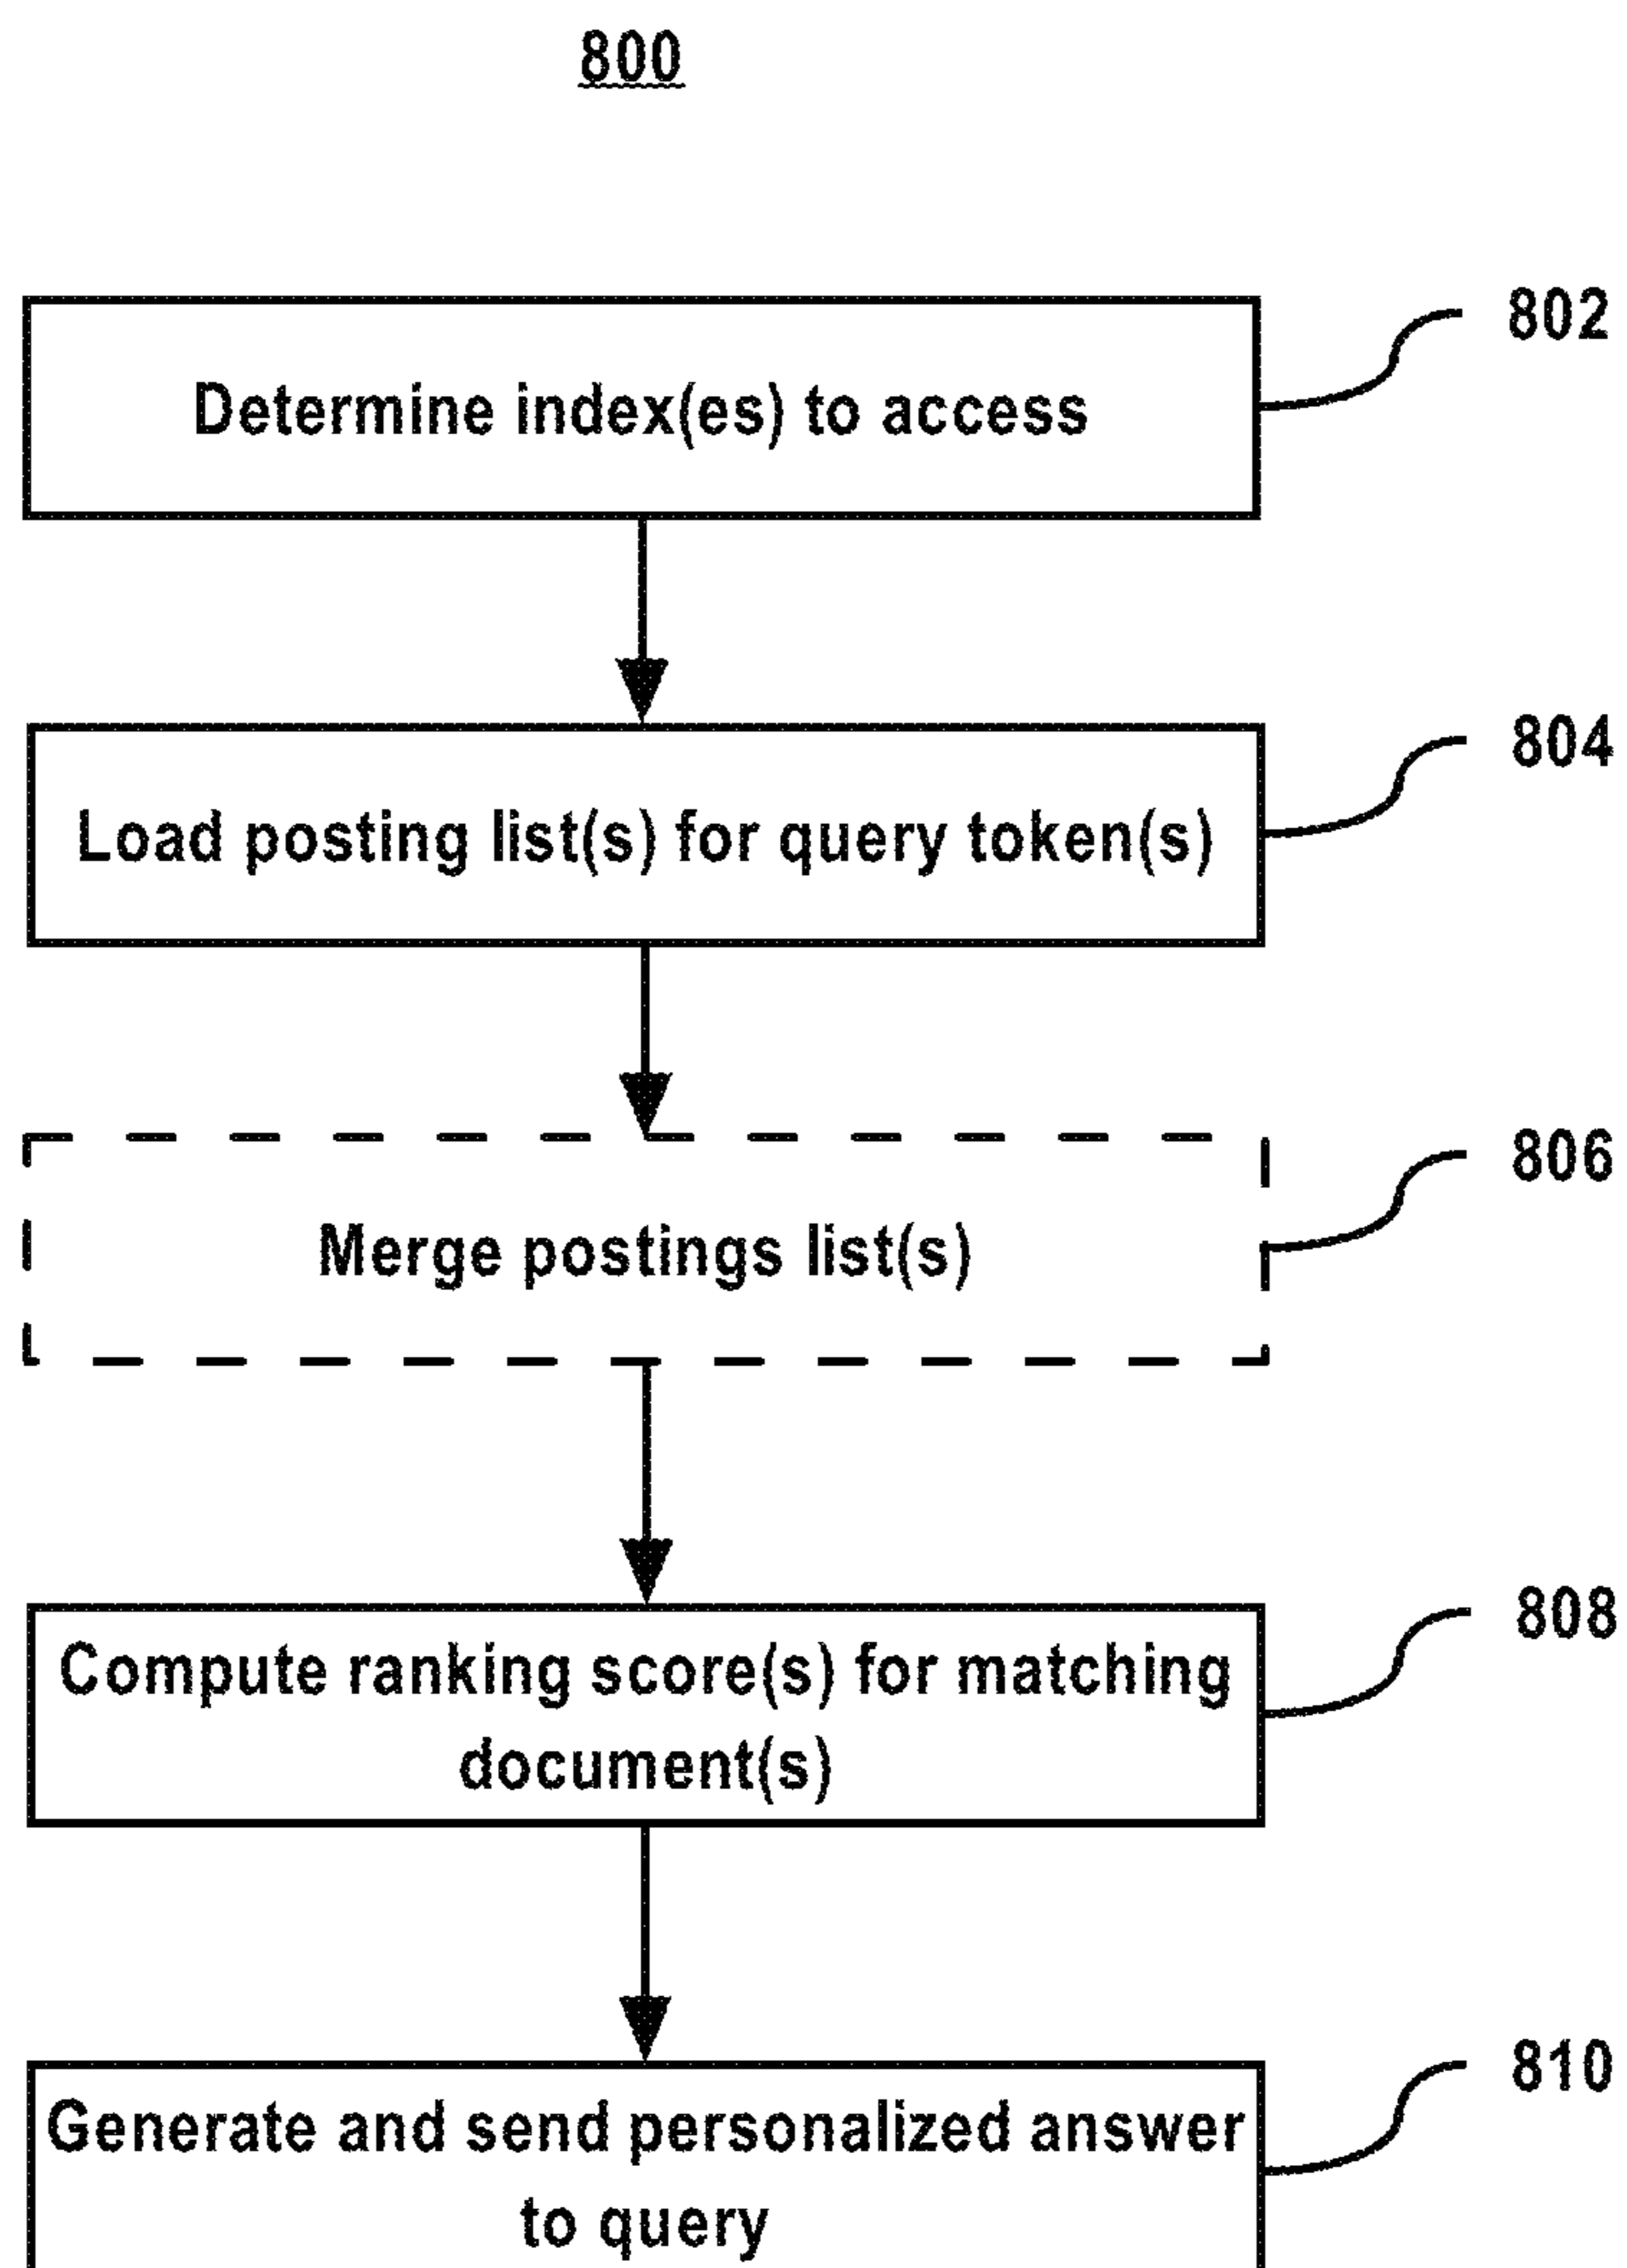 800
802
Determine index(es) to access
804
Load posting list(s) for query token(s)
806
Merge postings list(s)
808
Compute ranking score(s) for matching
document(s)
810
Generate and send personalized answer
to query